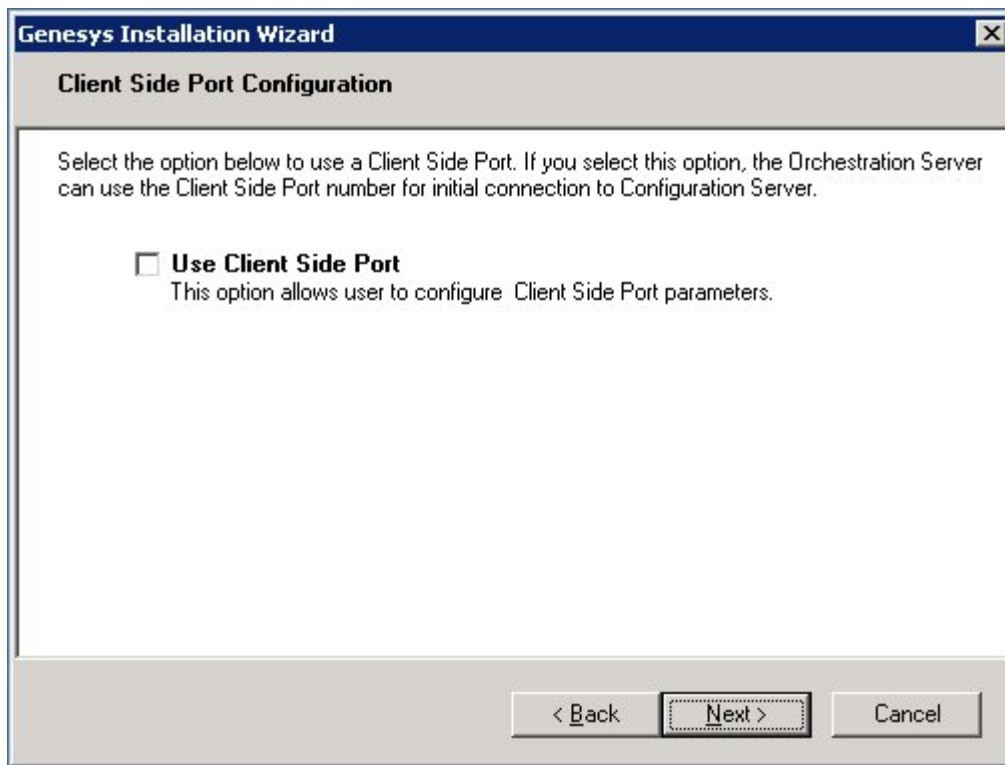 Genesys Installation Wizard
Client Side Port Configuration
Select the option below to use a Client Side Port. If you select this option, the Orchestration Server
can use the Client Side Port number for initial connection to Configuration Server.
Use Client Side Port
This option allows user to configure Client Side Port parameters.
< Back Next > Cancel